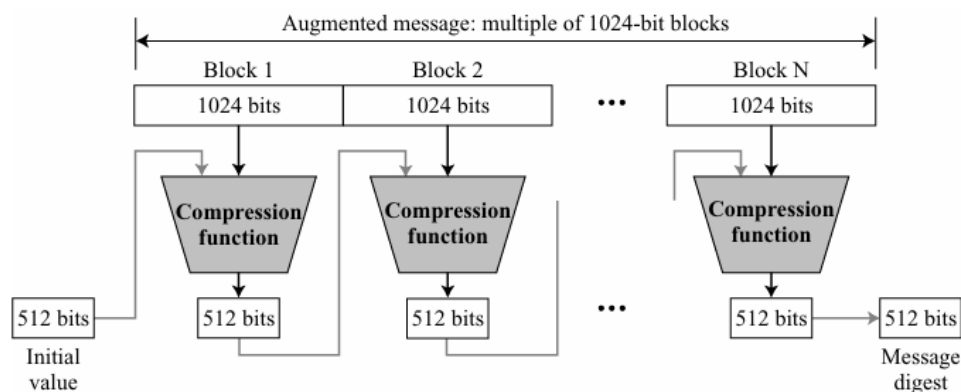 Augmented message: multiple of 1024-bit blocks
Block 1
Block 2
Block N
1024 bits
1024 bits
•••
1024 bits
Compression
function
Compression
function
Compression
function
512 bits
512 bits
512 bits
•••
512 bits
512 bits
Initial
value
Message
digest